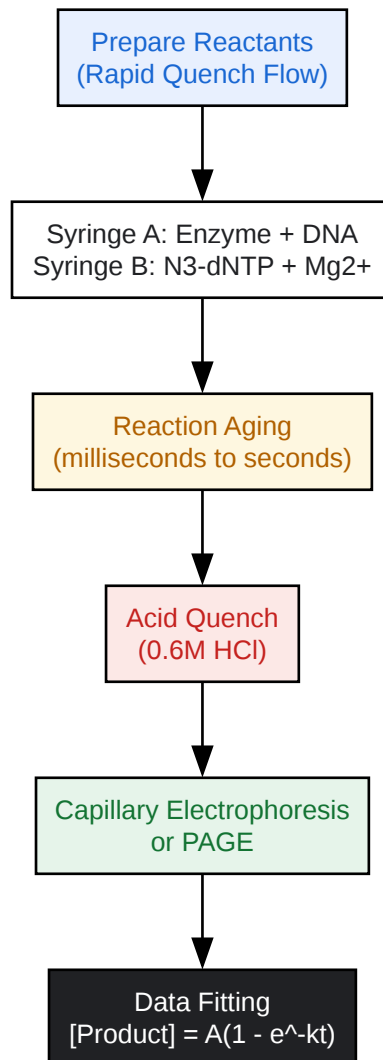 Prepare Reactants
(Rapid Quench Flow)
Syringe A: Enzyme + DNA
Syringe B: N3-dNTP + Mg2+
Reaction Aging
(milliseconds to seconds)
Acid Quench
(0.6M HCl)
Capillary Electrophoresis
or PAGE
Data Fitting
[Product] = A(1 - e^-kt)